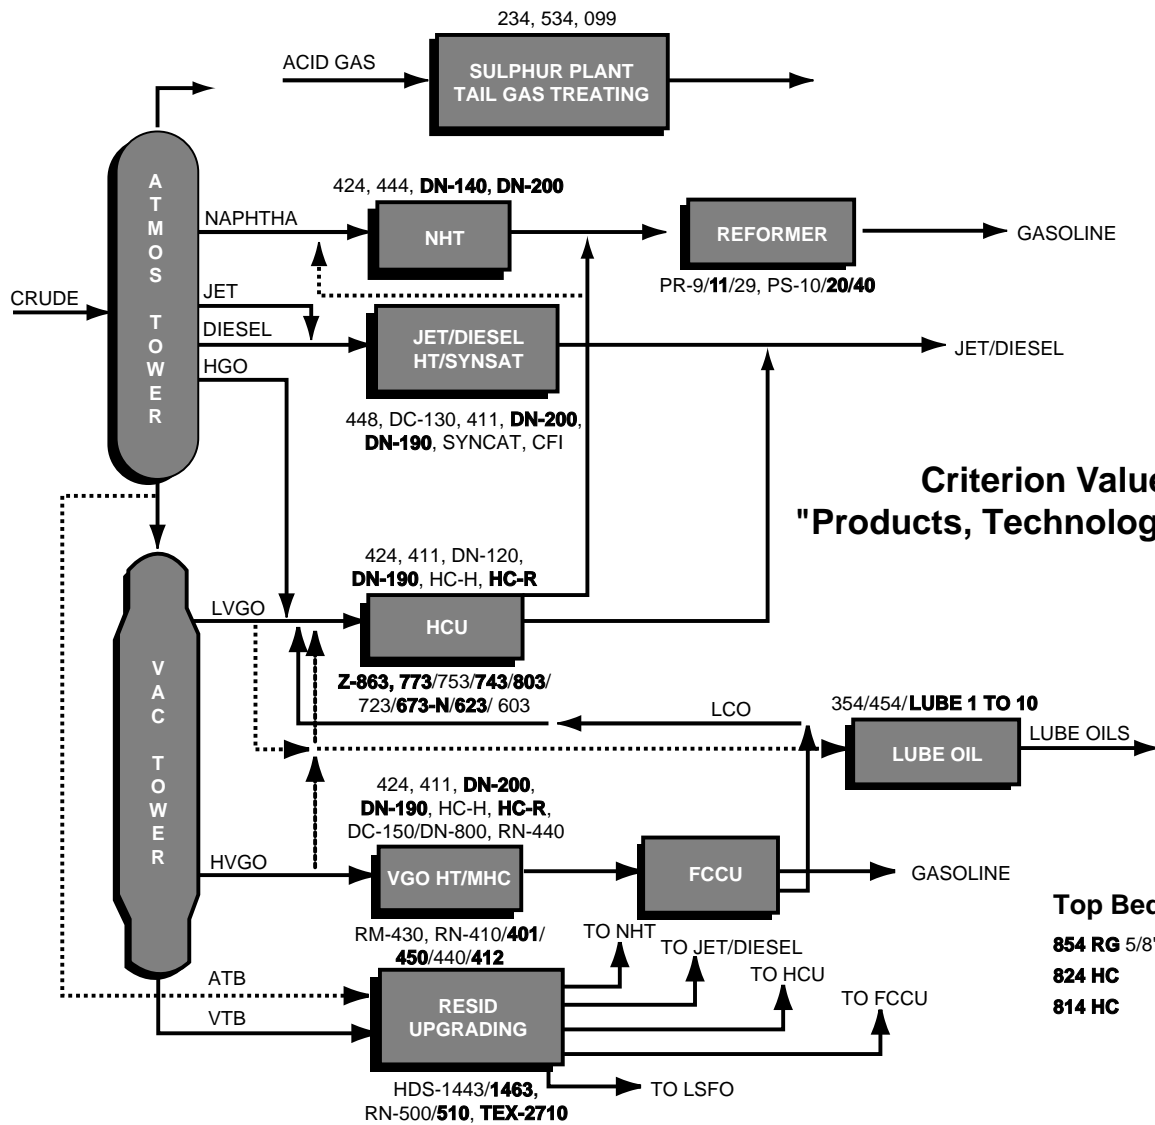 234, 534, 099
ACID GAS
SULPHUR PLANT
TAIL GAS TREATING
ATMOS TOWER
424, 444, DN-140, DN-200
NAPHTHA
NHT
REFORMER
GASOLINE
PR-9/11/29, PS-10/20/40
CRUDE
JET
DIESEL
HGO
JET/DIESEL
HT/SYNSAT
JET/DIESEL
448, DC-130, 411, DN-200,
DN-190, SYNCAT, CFI
Criterion Value
"Products, Technolog
424, 411, DN-120,
DN-190, HC-H, HC-R
LVGO
HCU
VAC TOWER
Z-863, 773/753/743/803/
723/673-N/623/ 603
LCO
354/454/LUBE 1 TO 10
LUBE OIL
LUBE OILS
424, 411, DN-200,
DN-190, HC-H, HC-R,
DC-150/DN-800, RN-440
HVGO
VGO HT/MHC
FCCU
GASOLINE
RM-430, RN-410/401/
450/440/412
TO NHT
TO JET/DIESEL
TO HCU
TO FCCU
Top Bed
854 RG 5/8"
824 HC
814 HC
ATB
VTB
RESID
UPGRADING
TO LSFO
HDS-1443/1463,
RN-500/510, TEX-2710